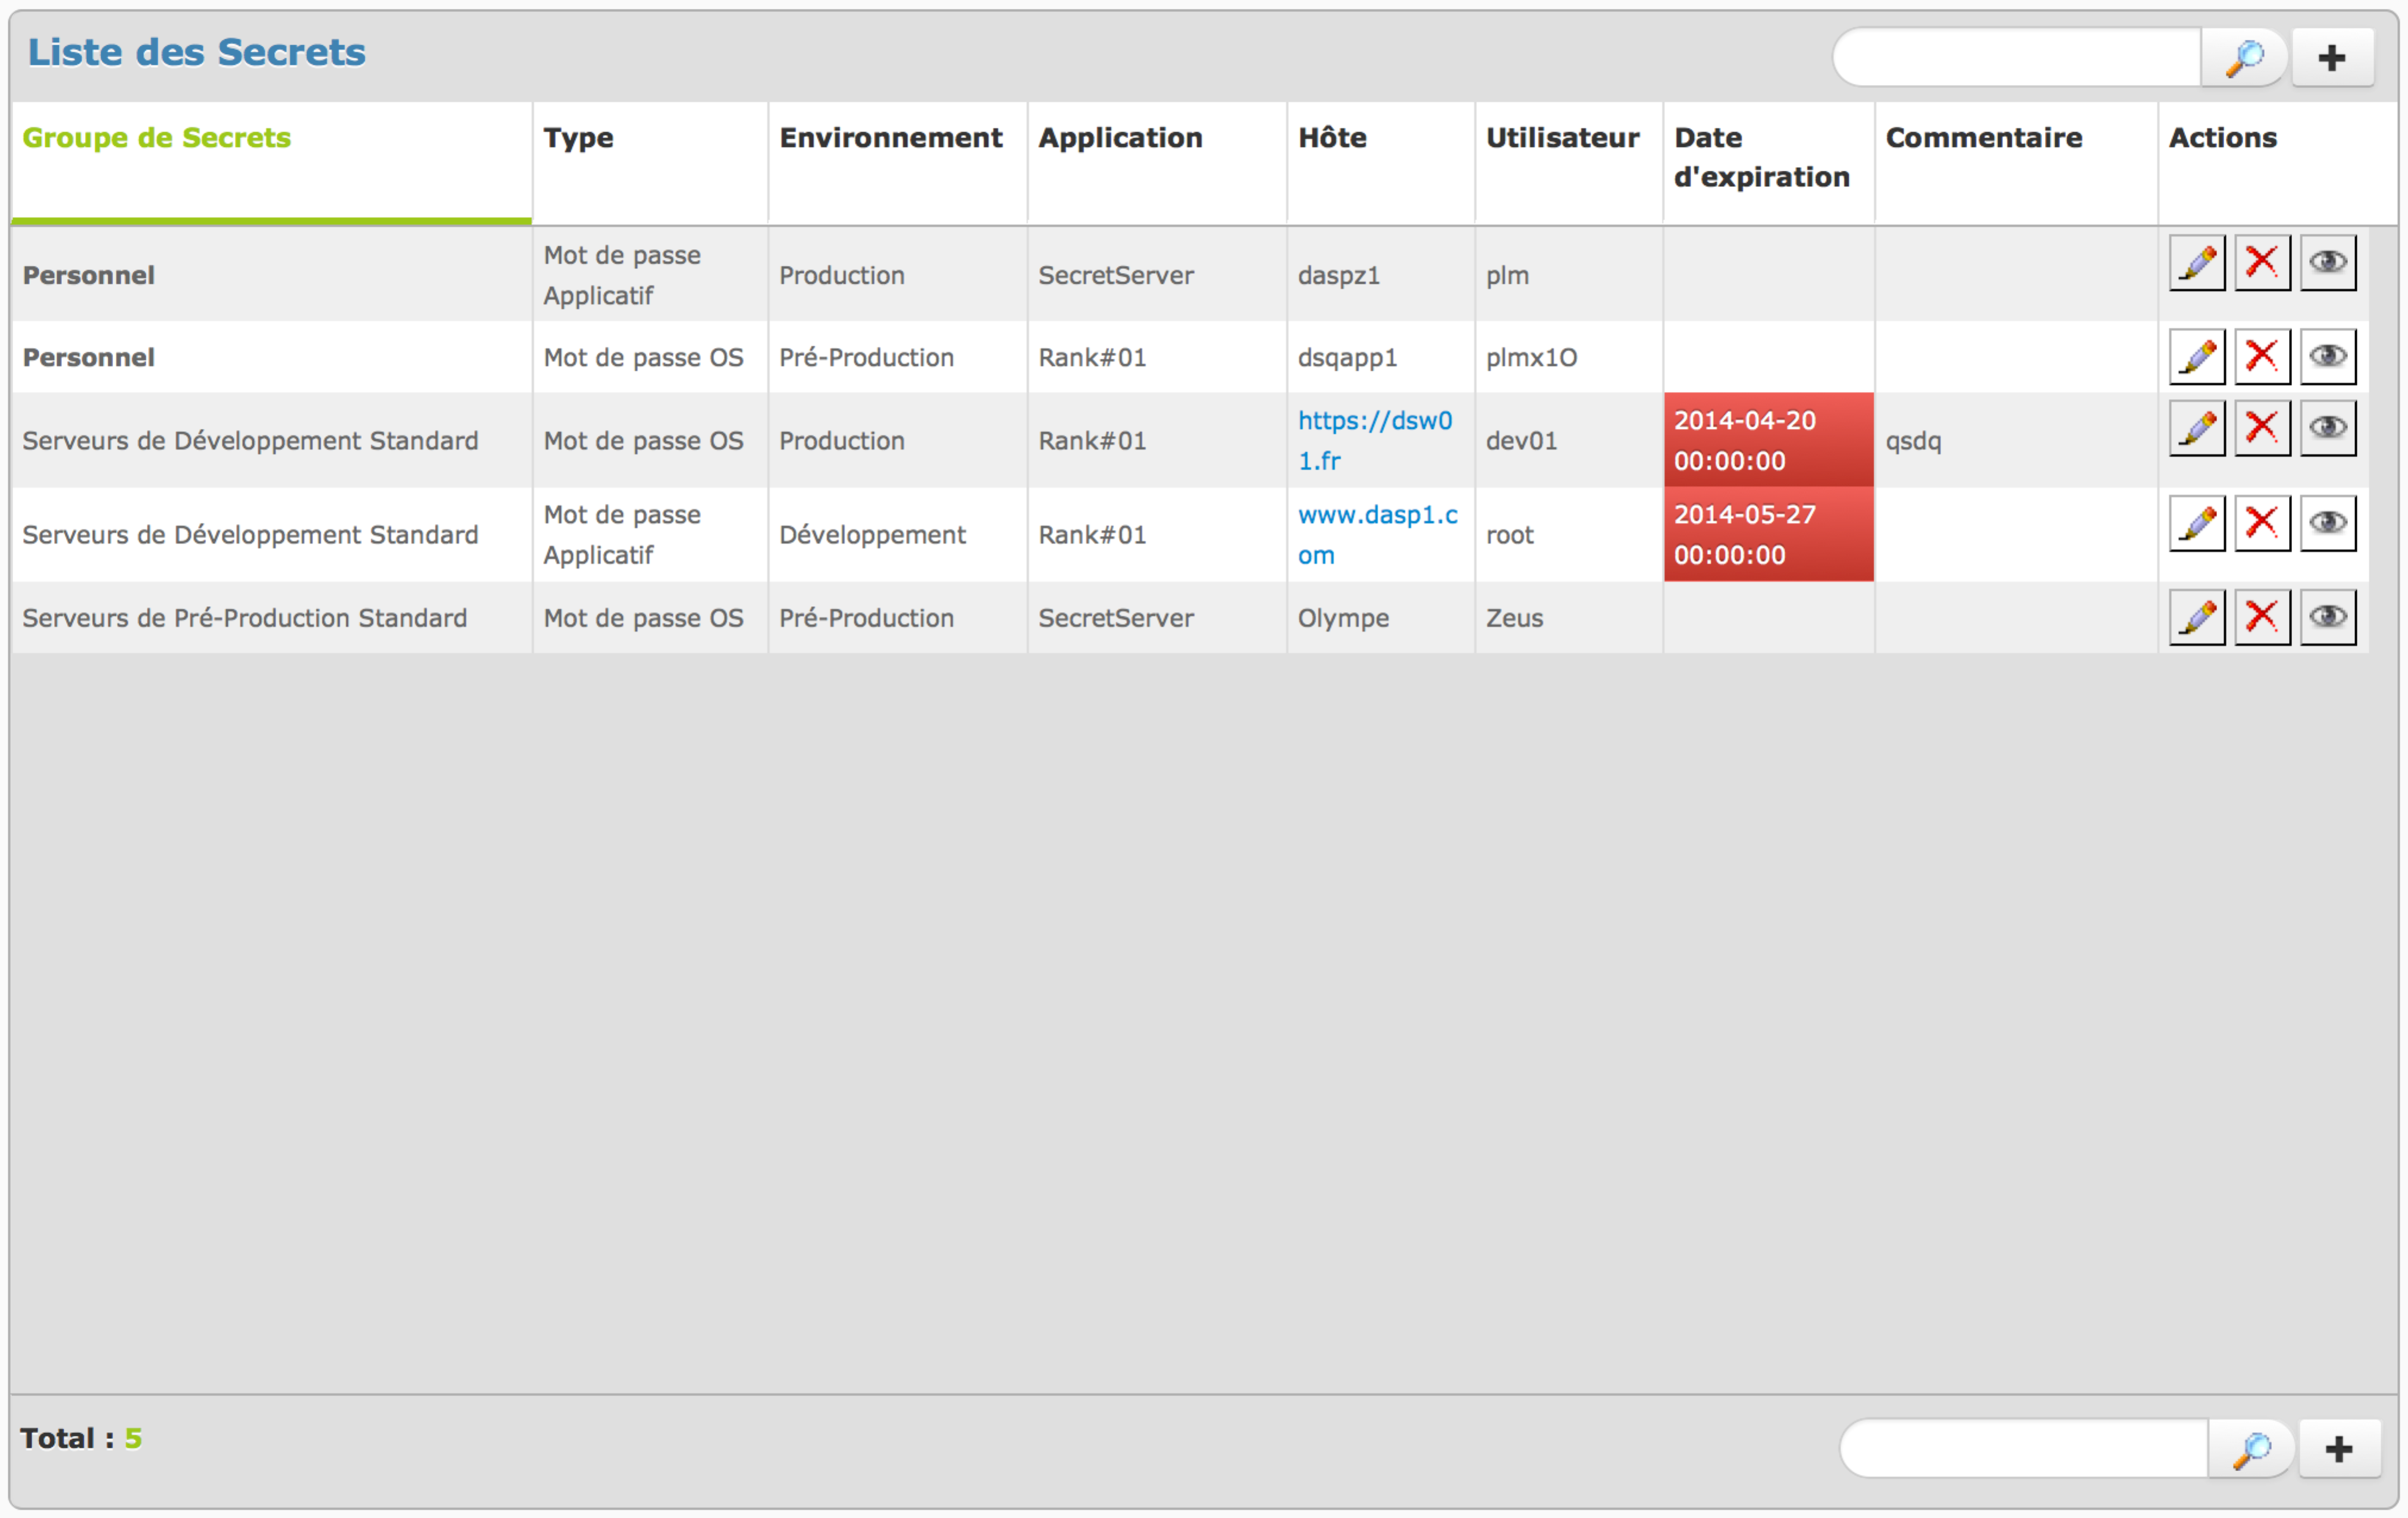 Liste des Secrets
Groupe de Secrets Type Environnement Application Hôte Utilisateur Date d'expiration Commentaire Actions
Personnel Mot de passe Applicatif Production SecretServer daspz1 plm
Personnel Mot de passe OS Pré-Production Rank#01 dsqapp1 plmx1O
Serveurs de Développement Standard Mot de passe OS Production Rank#01 https://dsw01.fr dev01 2014-04-20 00:00:00 qsdq
Serveurs de Développement Standard Mot de passe Applicatif Développement Rank#01 www.dasp1.com root 2014-05-27 00:00:00
Serveurs de Pré-Production Standard Mot de passe OS Pré-Production SecretServer Olympe Zeus
Total : 5